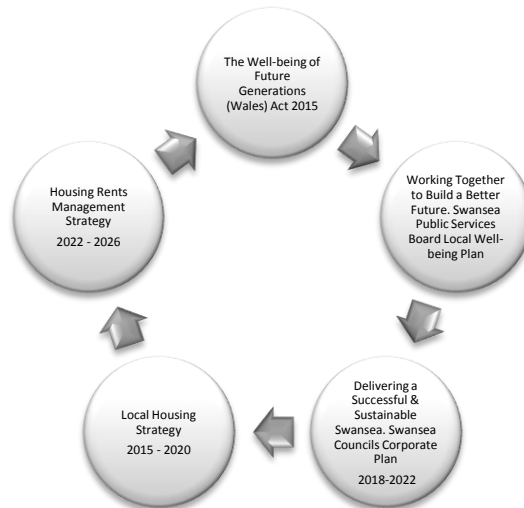 The Well-being of
Future
Generations
(Wales) Act 2015
Working Together
to Build a Better
Future. Swansea
Public Services
Board Local Well-
being Plan
Delivering a
Successful &
Sustainable
Swansea. Swansea
Councils Corporate
Plan
2018-2022
Local Housing
Strategy
2015 - 2020
Housing Rents
Management
Strategy
2022 - 2026